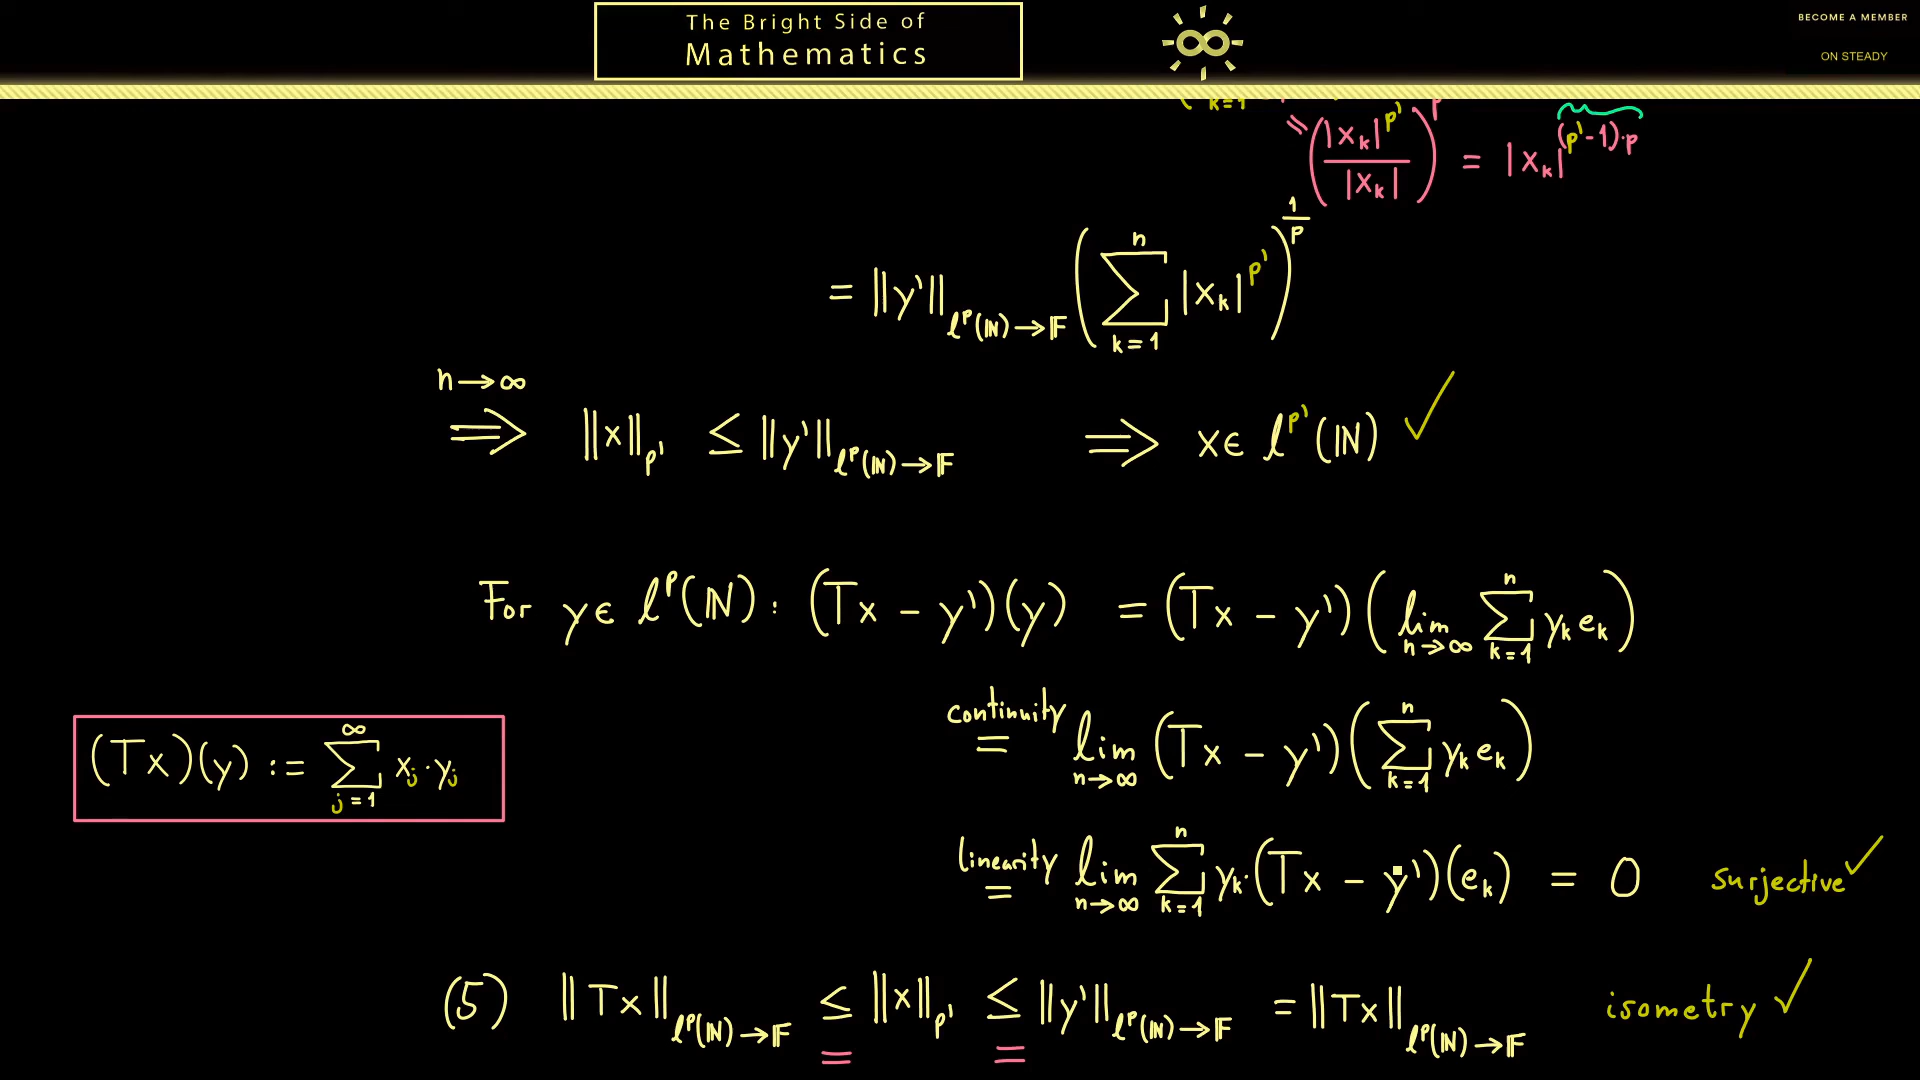 The Bright Side of
Mathematics
BECOME A MEMBER
ON STEADY
k=1
= (|x_k|^{p'} / |x_k|)^p = |x_k|^{(p'-1)·p}
= ‖y'‖_{ℓ^p(ℕ)→𝔽} (∑_{k=1}^{n} |x_k|^{p'})^{1/p}
n→∞
⟹ ‖x‖_{p'} ≤ ‖y'‖_{ℓ^p(ℕ)→𝔽} ⟹ x∈ ℓ^{p'}(ℕ) ✓
For y∈ ℓ^p(ℕ): (Tx − y')(y) = (Tx − y')(lim_{n→∞} ∑_{k=1}^{n} y_k e_k)
continuity
= lim_{n→∞} (Tx − y')(∑_{k=1}^{n} y_k e_k)
(Tx)(y) := ∑_{j=1}^{∞} x_j · y_j
linearity
= lim_{n→∞} ∑_{k=1}^{n} y_k·(Tx − y')(e_k) = 0 surjective ✓
(5) ‖Tx‖_{ℓ^p(ℕ)→𝔽} ≤ ‖x‖_{p'} ≤ ‖y'‖_{ℓ^p(ℕ)→𝔽} = ‖Tx‖_{ℓ^p(ℕ)→𝔽} isometry ✓
= =